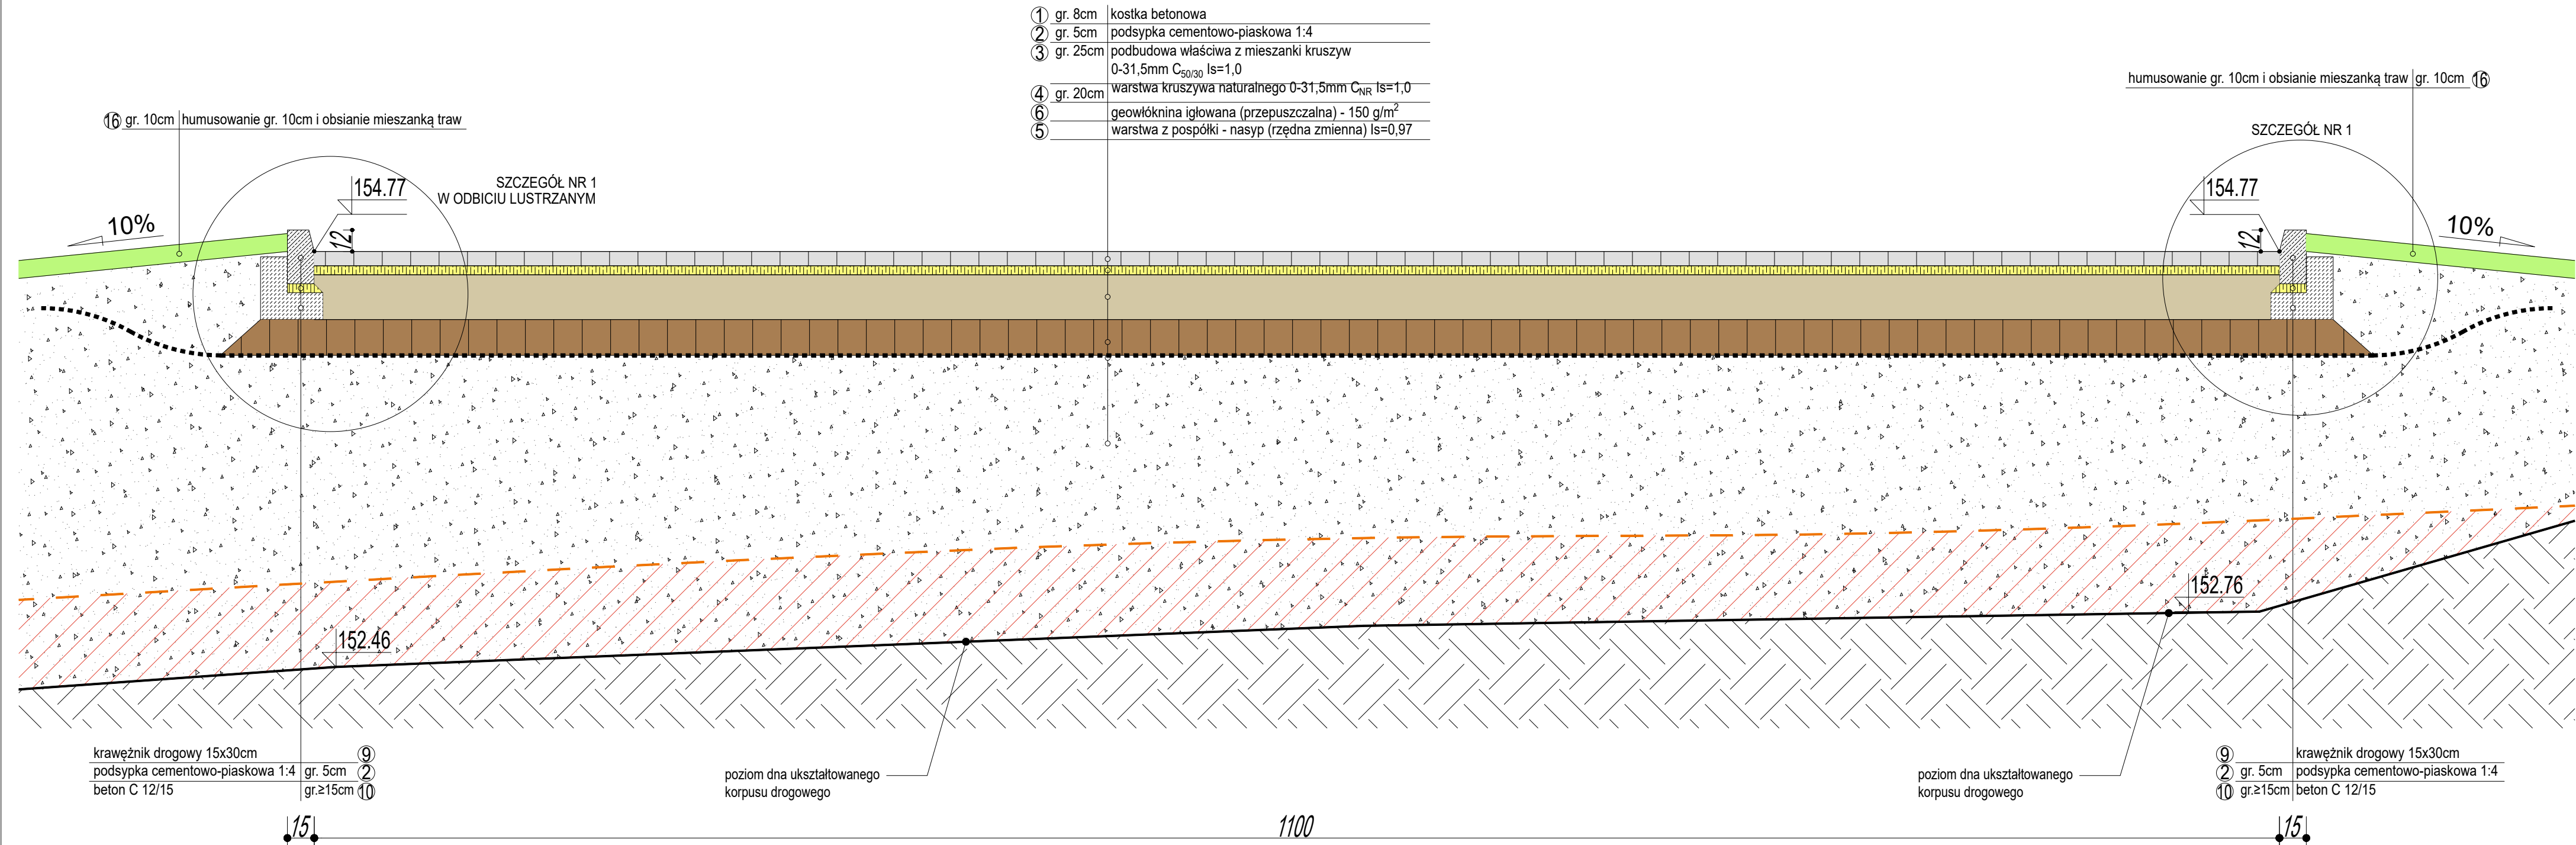 ① gr. 8cm kostka betonowa
② gr. 5cm podsypka cementowo-piaskowa 1:4
③ gr. 25cm podbudowa właściwa z mieszanki kruszyw
0-31,5mm C50/30 Is=1,0
④ gr. 20cm warstwa kruszywa naturalnego 0-31,5mm CNR Is=1,0
⑥ geowłóknina igłowana (przepuszczalna) - 150 g/m²
⑤ warstwa z pospółki - nasyp (rzędna zmienna) Is=0,97
humusowanie gr. 10cm i obsianie mieszanką traw gr. 10cm ⑯
⑯ gr. 10cm humusowanie gr. 10cm i obsianie mieszanką traw
SZCZEGÓŁ NR 1
SZCZEGÓŁ NR 1
W ODBICIU LUSTRZANYM
154.77
154.77
10%
12
12
10%
152.76
152.46
krawężnik drogowy 15x30cm ⑨
podsypka cementowo-piaskowa 1:4 gr. 5cm ②
beton C 12/15 gr.≥15cm ⑩
poziom dna ukształtowanego
korpusu drogowego
poziom dna ukształtowanego
korpusu drogowego
⑨ krawężnik drogowy 15x30cm
② gr. 5cm podsypka cementowo-piaskowa 1:4
⑩ gr.≥15cm beton C 12/15
15
1100
15